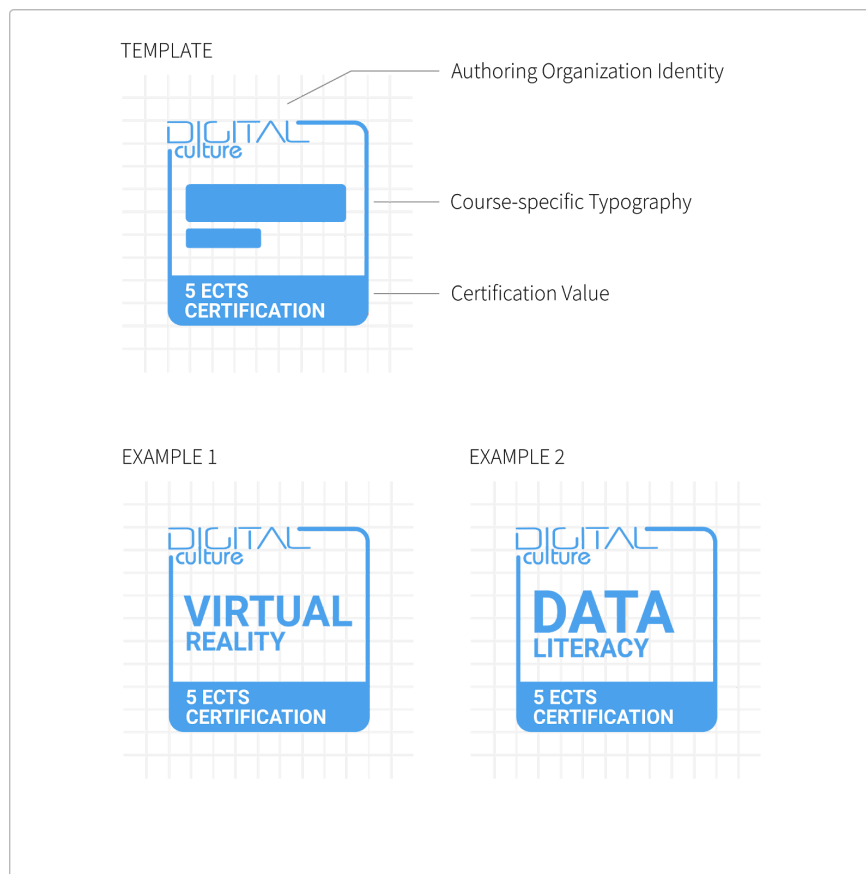 TEMPLATE
Authoring Organization Identity
DIGITAL
culture
Course-specific Typography
5 ECTS
CERTIFICATION
Certification Value
EXAMPLE 1
DIGITAL
culture
VIRTUAL
REALITY
5 ECTS
CERTIFICATION
EXAMPLE 2
DIGITAL
culture
DATA
LITERACY
5 ECTS
CERTIFICATION